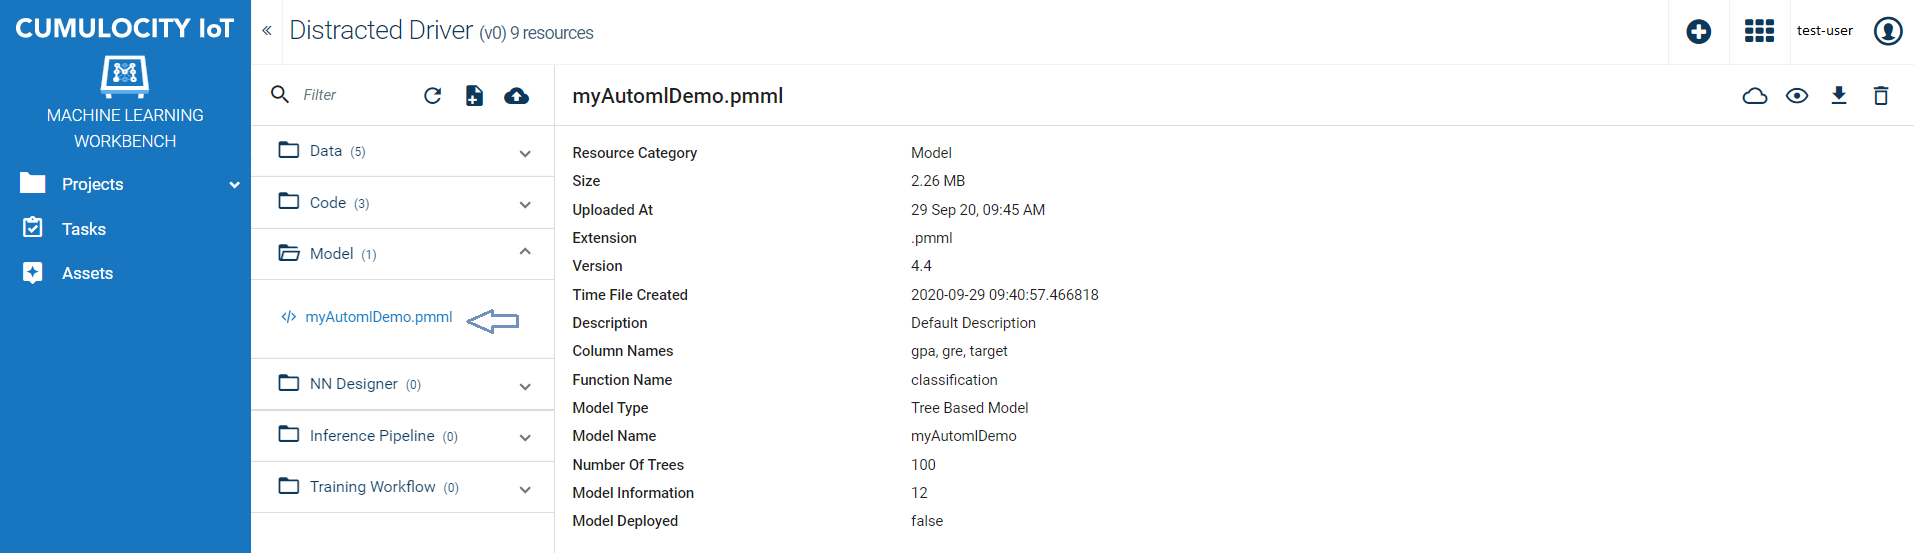 CUMULOCITY IoT
MACHINE LEARNING
WORKBENCH
Projects
Tasks
Assets
« Distracted Driver (v0) 9 resources
test-user
Filter
Data (5)
Code (3)
Model (1)
</> myAutomlDemo.pmml
NN Designer (0)
Inference Pipeline (0)
Training Workflow (0)
myAutomlDemo.pmml
Resource Category Model
Size 2.26 MB
Uploaded At 29 Sep 20, 09:45 AM
Extension .pmml
Version 4.4
Time File Created 2020-09-29 09:40:57.466818
Description Default Description
Column Names gpa, gre, target
Function Name classification
Model Type Tree Based Model
Model Name myAutomlDemo
Number Of Trees 100
Model Information 12
Model Deployed false